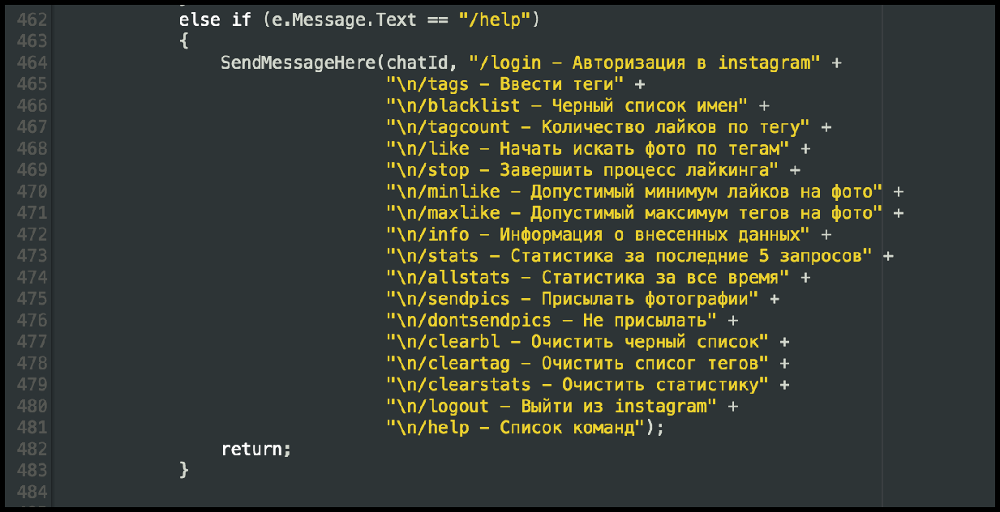 462 else if (e.Message.Text == "/help")
463 {
464 SendMessageHere(chatId, "/login – Авторизация в instagram" +
465 "\n/tags – Ввести теги" +
466 "\n/blacklist – Черный список имен" +
467 "\n/tagcount – Количество лайков по тегу" +
468 "\n/like – Начать искать фото по тегам" +
469 "\n/stop – Завершить процесс лайкинга" +
470 "\n/minlike – Допустимый минимум лайков на фото" +
471 "\n/maxlike – Допустимый максимум тегов на фото" +
472 "\n/info – Информация о внесенных данных" +
473 "\n/stats – Статистика за последние 5 запросов" +
474 "\n/allstats – Статистика за все время" +
475 "\n/sendpics – Присылать фотографии" +
476 "\n/dontsendpics – Не присылать" +
477 "\n/clearbl – Очистить черный список" +
478 "\n/cleartag – Очистить списог тегов" +
479 "\n/clearstats – Очистить статистику" +
480 "\n/logout – Выйти из instagram" +
481 "\n/help – Список команд");
482 return;
483 }
484